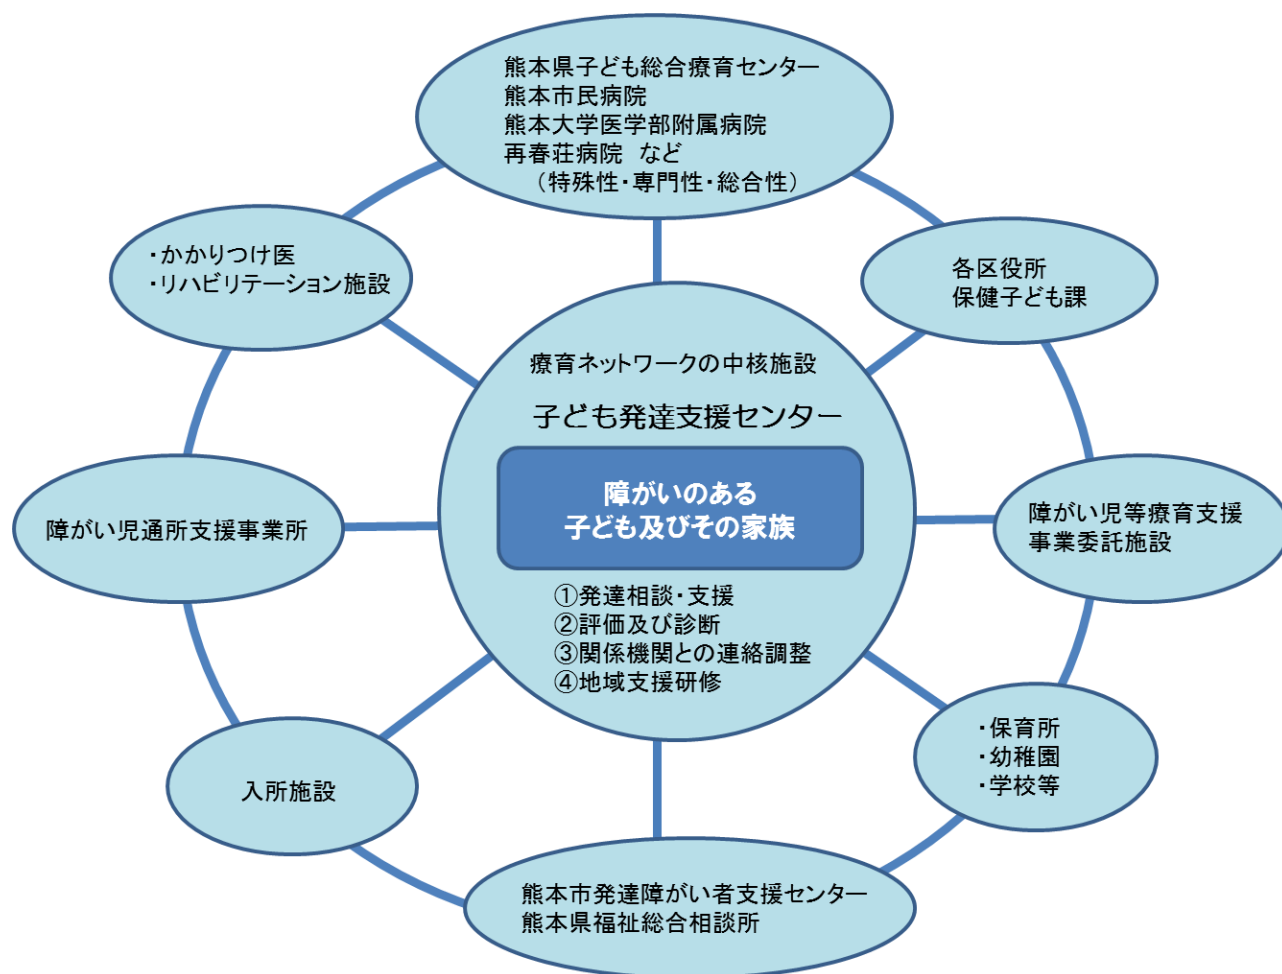 熊本県子ども総合療育センター
熊本市民病院
熊本大学医学部附属病院
再春荘病院 など
（特殊性・専門性・総合性）
・かかりつけ医
・リハビリテーション施設
各区役所
保健子ども課
療育ネットワークの中核施設
子ども発達支援センター
障がいのある
子ども及びその家族
障がい児通所支援事業所
障がい児等療育支援
事業委託施設
①発達相談・支援
②評価及び診断
③関係機関との連絡調整
④地域支援研修
入所施設
・保育所
・幼稚園
・学校等
熊本市発達障がい者支援センター
熊本県福祉総合相談所